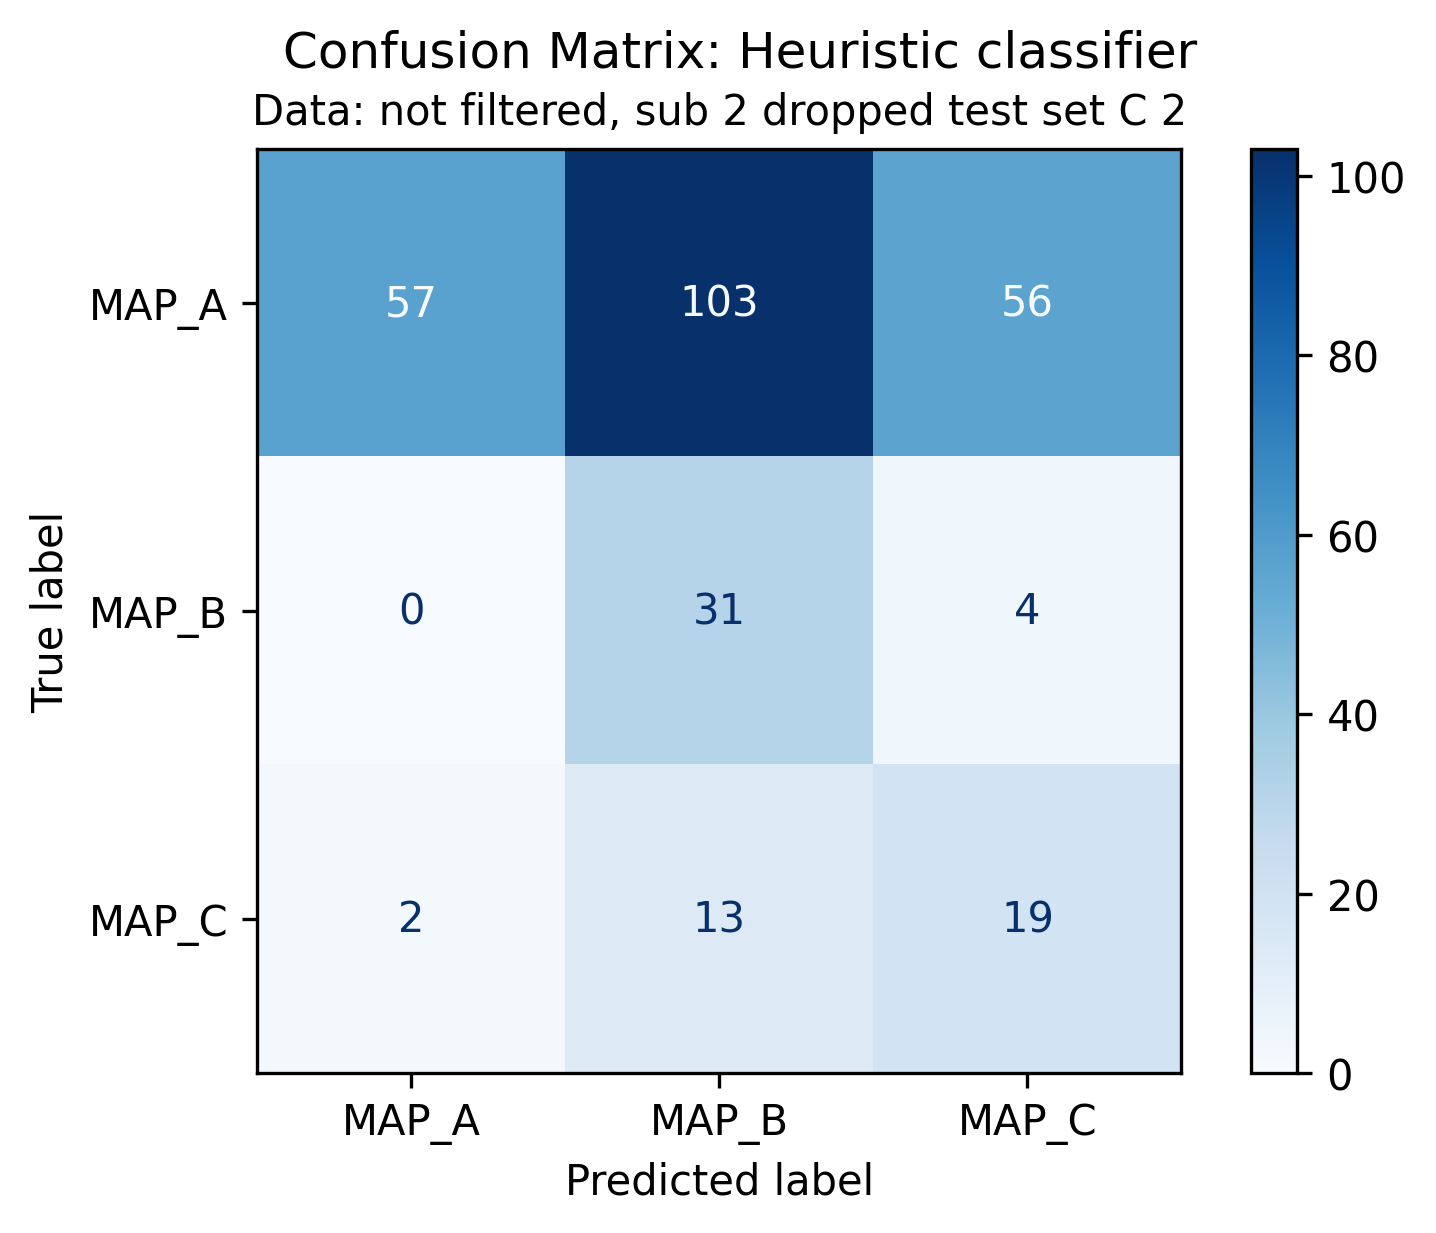 Confusion Matrix: Heuristic classifier
Data: not filtered, sub 2 dropped test set C 2
True label
MAP_A
57
103
56
MAP_B
0
31
4
MAP_C
2
13
19
MAP_A
MAP_B
MAP_C
Predicted label
100
80
60
40
20
0